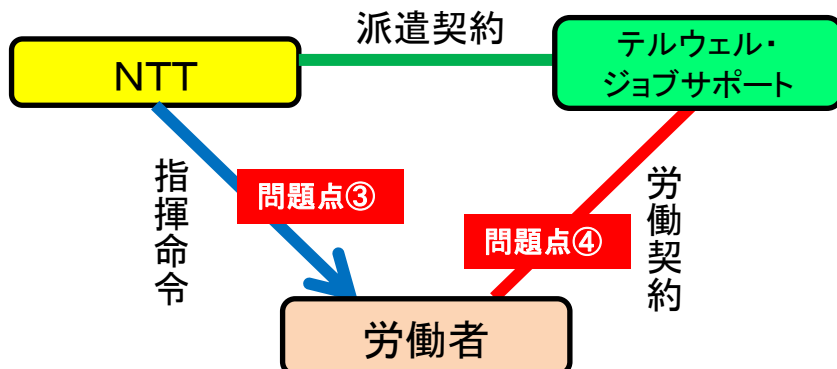 派遣契約
NTT
テルウェル・
ジョブサポート
指揮命令
問題点③
問題点④
労働契約
労働者